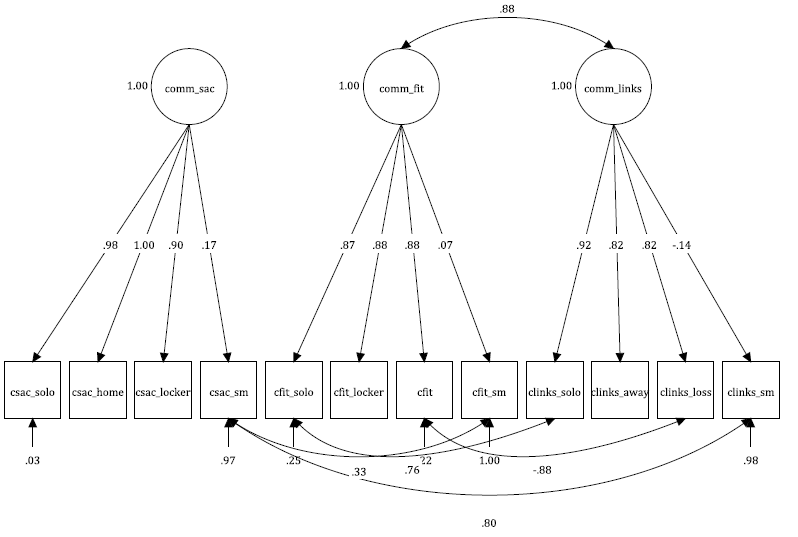 .88
1.00
comm_sac
1.00
comm_fit
1.00
comm_links
.98
1.00
.90
.17
.87
.88
.88
.07
.92
.82
.82
-.14
csac_solo
csac_home
csac_locker
csac_sm
cfit_solo
cfit_locker
cfit
cfit_sm
clinks_solo
clinks_away
clinks_loss
clinks_sm
.03
.97
.25
.22
1.00
.98
.33
.76
-.88
.80